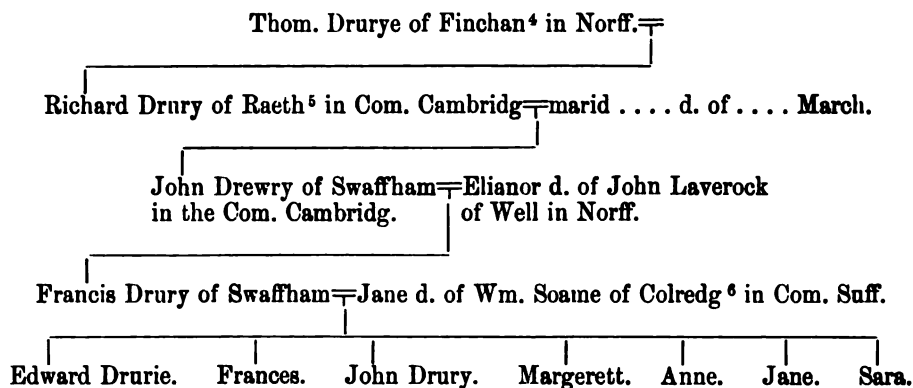 Thom. Drurye of Finchan⁴ in Norff.
Richard Drury of Raeth⁵ in Com. Cambridg marid . . . . d. of . . . . March.
John Drewry of Swaffham Elianor d. of John Laverock
in the Com. Cambridg. of Well in Norff.
Francis Drury of Swaffham Jane d. of Wm. Soame of Colredg⁶ in Com. Suff.
Edward Drurie. Frances. John Drury. Margerett. Anne. Jane. Sara.